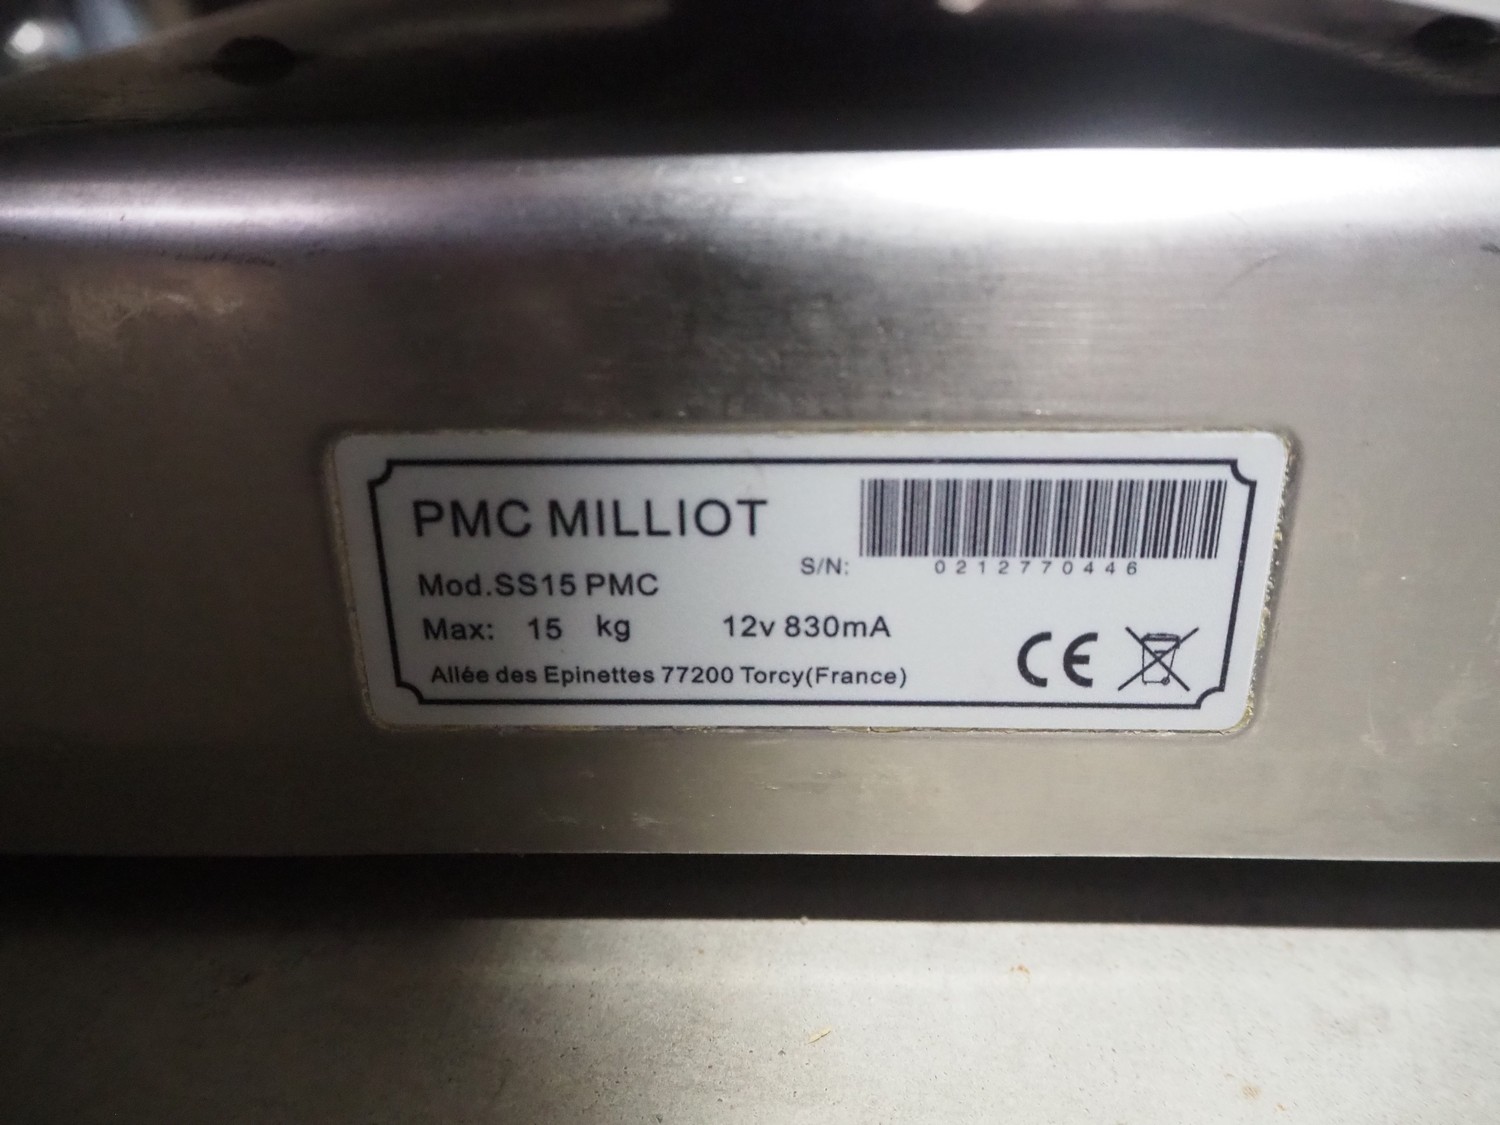 PMC MILLIOT
S/N:
0212770446
Mod.SS15 PMC
Max: 15 kg 12v 830mA
Allée des Epinettes 77200 Torcy(France)
CE